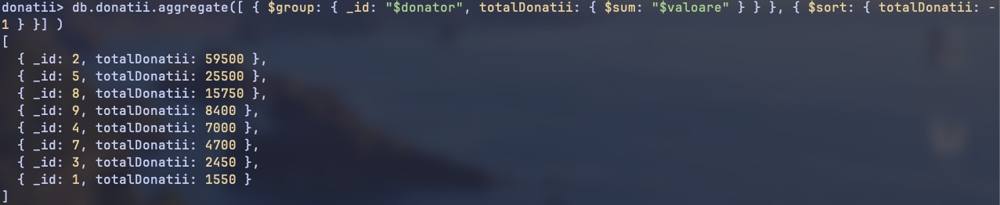 donatii> db.donatii.aggregate([ { $group: { _id: "$donator", totalDonatii: { $sum: "$valoare" } } }, { $sort: { totalDonatii: -
1 } }] )
[
  { _id: 2, totalDonatii: 59500 },
  { _id: 5, totalDonatii: 25500 },
  { _id: 8, totalDonatii: 15750 },
  { _id: 9, totalDonatii: 8400 },
  { _id: 4, totalDonatii: 7000 },
  { _id: 7, totalDonatii: 4700 },
  { _id: 3, totalDonatii: 2450 },
  { _id: 1, totalDonatii: 1550 }
]